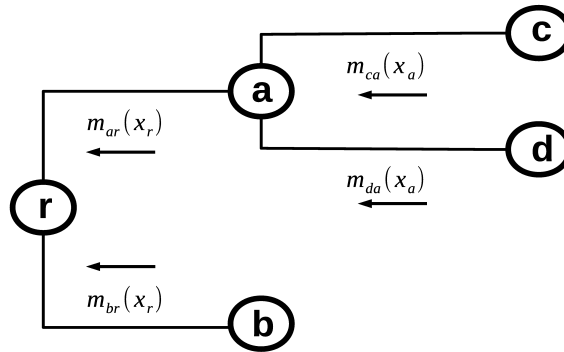 c
m_ca(x_a)
a
m_ar(x_r)
d
m_da(x_a)
r
m_br(x_r)
b